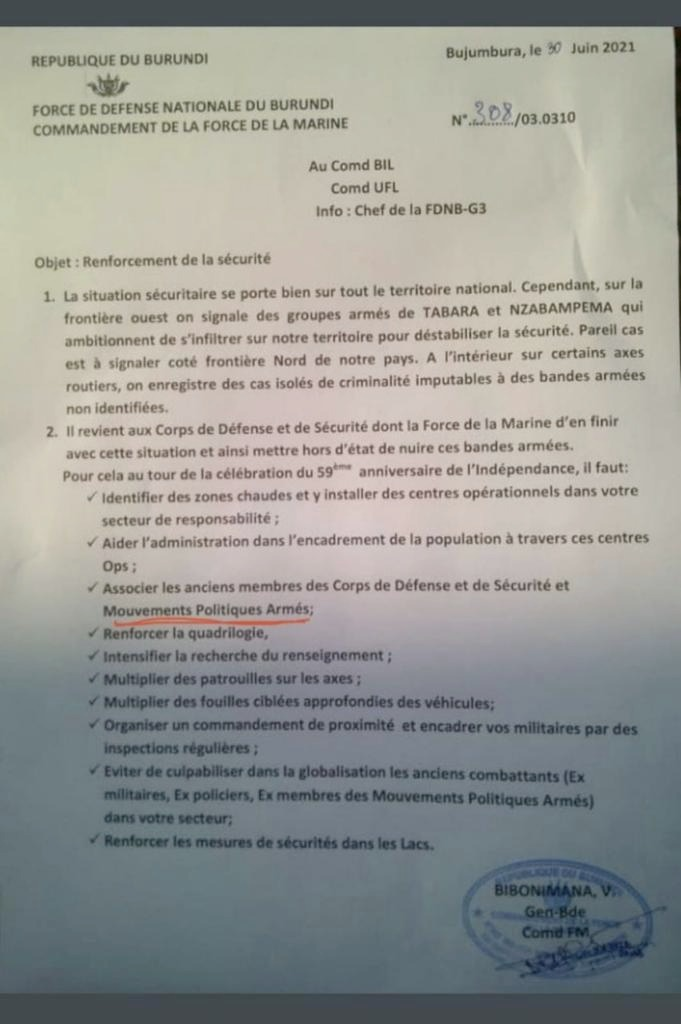 REPUBLIQUE DU BURUNDI
Bujumbura, le 30 Juin 2021
FORCE DE DEFENSE NATIONALE DU BURUNDI
COMMANDEMENT DE LA FORCE DE LA MARINE
N°.308/03.0310
Au Comd BIL
Comd UFL
Info : Chef de la FDNB-G3
Objet : Renforcement de la sécurité
1. La situation sécuritaire se porte bien sur tout le territoire national. Cependant, sur la
frontière ouest on signale des groupes armés de TABARA et NZABAMPEMA qui
ambitionnent de s'infiltrer sur notre territoire pour déstabiliser la sécurité. Pareil cas
est à signaler coté frontière Nord de notre pays. A l'intérieur sur certains axes
routiers, on enregistre des cas isolés de criminalité imputables à des bandes armées
non identifiées.
2. Il revient aux Corps de Défense et de Sécurité dont la Force de la Marine d'en finir
avec cette situation et ainsi mettre hors d'état de nuire ces bandes armées.
Pour cela au tour de la célébration du 59ème anniversaire de l'Indépendance, il faut:
✓ Identifier des zones chaudes et y installer des centres opérationnels dans votre
secteur de responsabilité ;
✓ Aider l'administration dans l'encadrement de la population à travers ces centres
Ops ;
✓ Associer les anciens membres des Corps de Défense et de Sécurité et
Mouvements Politiques Armés;
✓ Renforcer la quadrilogie,
✓ Intensifier la recherche du renseignement ;
✓ Multiplier des patrouilles sur les axes ;
✓ Multiplier des fouilles ciblées approfondies des véhicules;
✓ Organiser un commandement de proximité et encadrer vos militaires par des
inspections régulières ;
✓ Eviter de culpabiliser dans la globalisation les anciens combattants (Ex
militaires, Ex policiers, Ex membres des Mouvements Politiques Armés)
dans votre secteur;
✓ Renforcer les mesures de sécurités dans les Lacs.
REPUBLIQUE DU BURUNDI
BIBONIMANA, V.
Gen-Bde
Comd FM